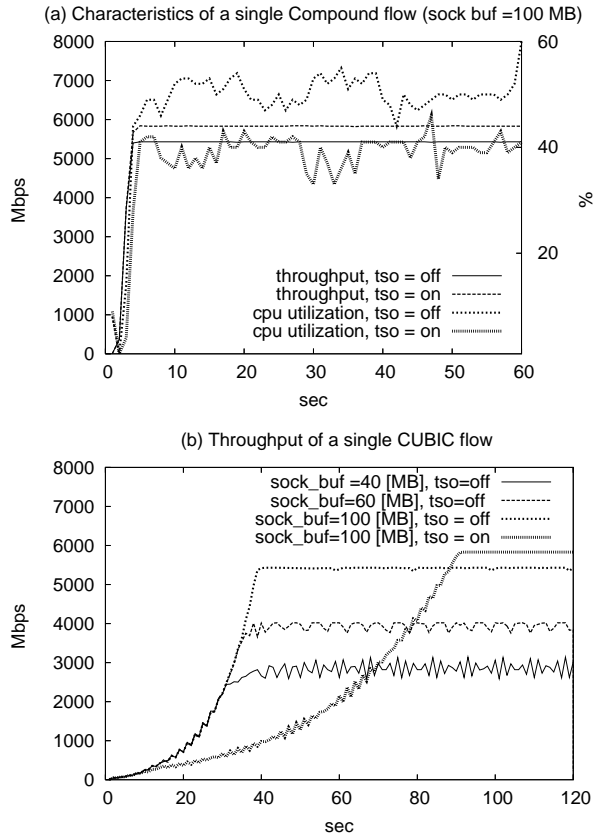 (a) Characteristics of a single Compound flow (sock buf =100 MB)
8000
7000
6000
5000
4000
3000
2000
1000
0
Mbps
60
40
20
%
throughput, tso = off
throughput, tso = on
cpu utilization, tso = off
cpu utilization, tso = on
0 10 20 30 40 50 60
sec
(b) Throughput of a single CUBIC flow
8000
7000
6000
5000
4000
3000
2000
1000
0
Mbps
sock_buf =40 [MB], tso=off
sock_buf=60 [MB], tso=off
sock_buf=100 [MB], tso = off
sock_buf=100 [MB], tso = on
0 20 40 60 80 100 120
sec